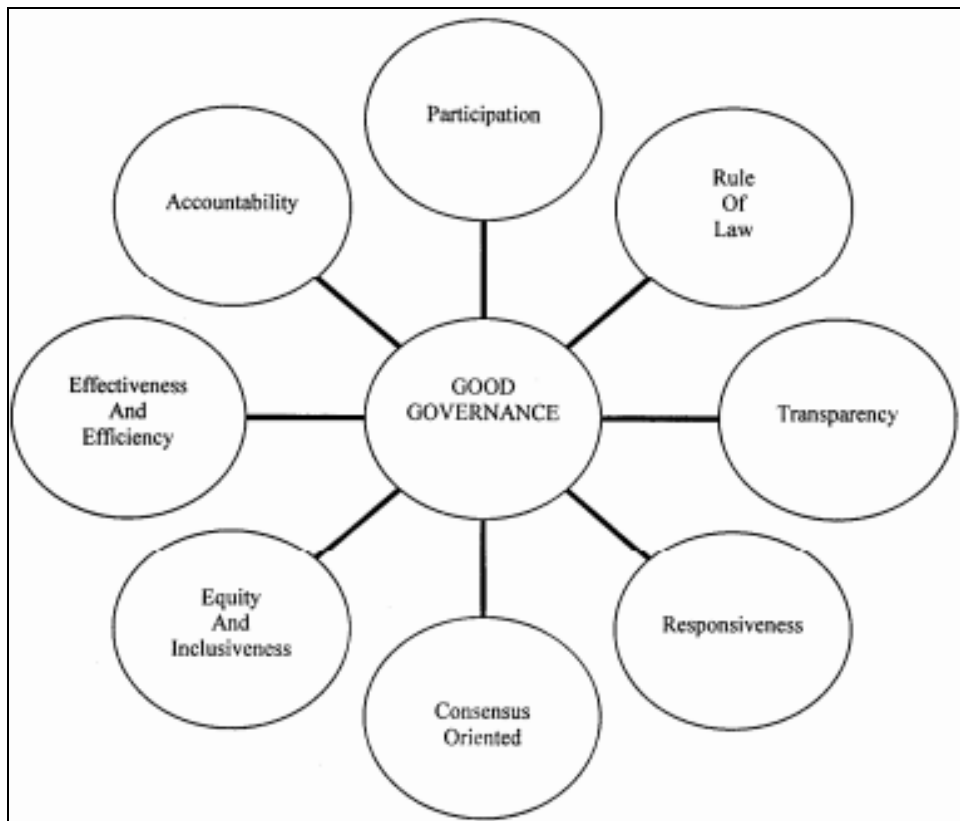 Participation
Rule
Of
Law
Transparency
Responsiveness
Consensus
Oriented
Equity
And
Inclusiveness
Effectiveness
And
Efficiency
Accountability
GOOD
GOVERNANCE